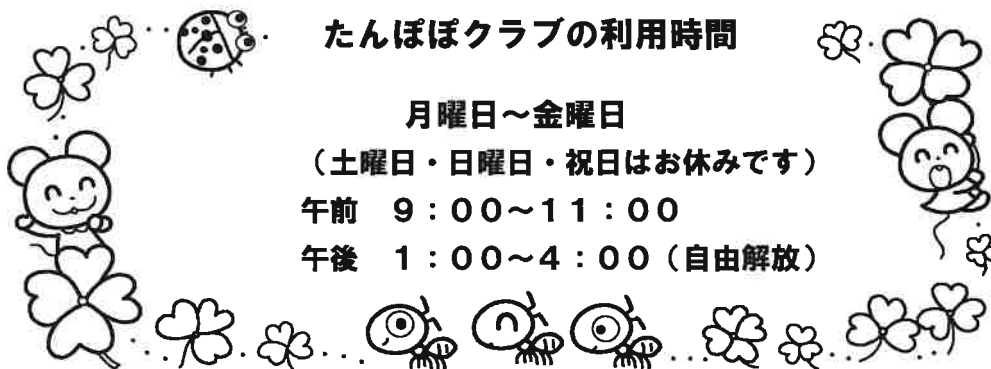 たんぽぽクラブの利用時間
月曜日～金曜日
（土曜日・日曜日・祝日はお休みです）
午前　９：００～１１：００
午後　１：００～４：００（自由解放）